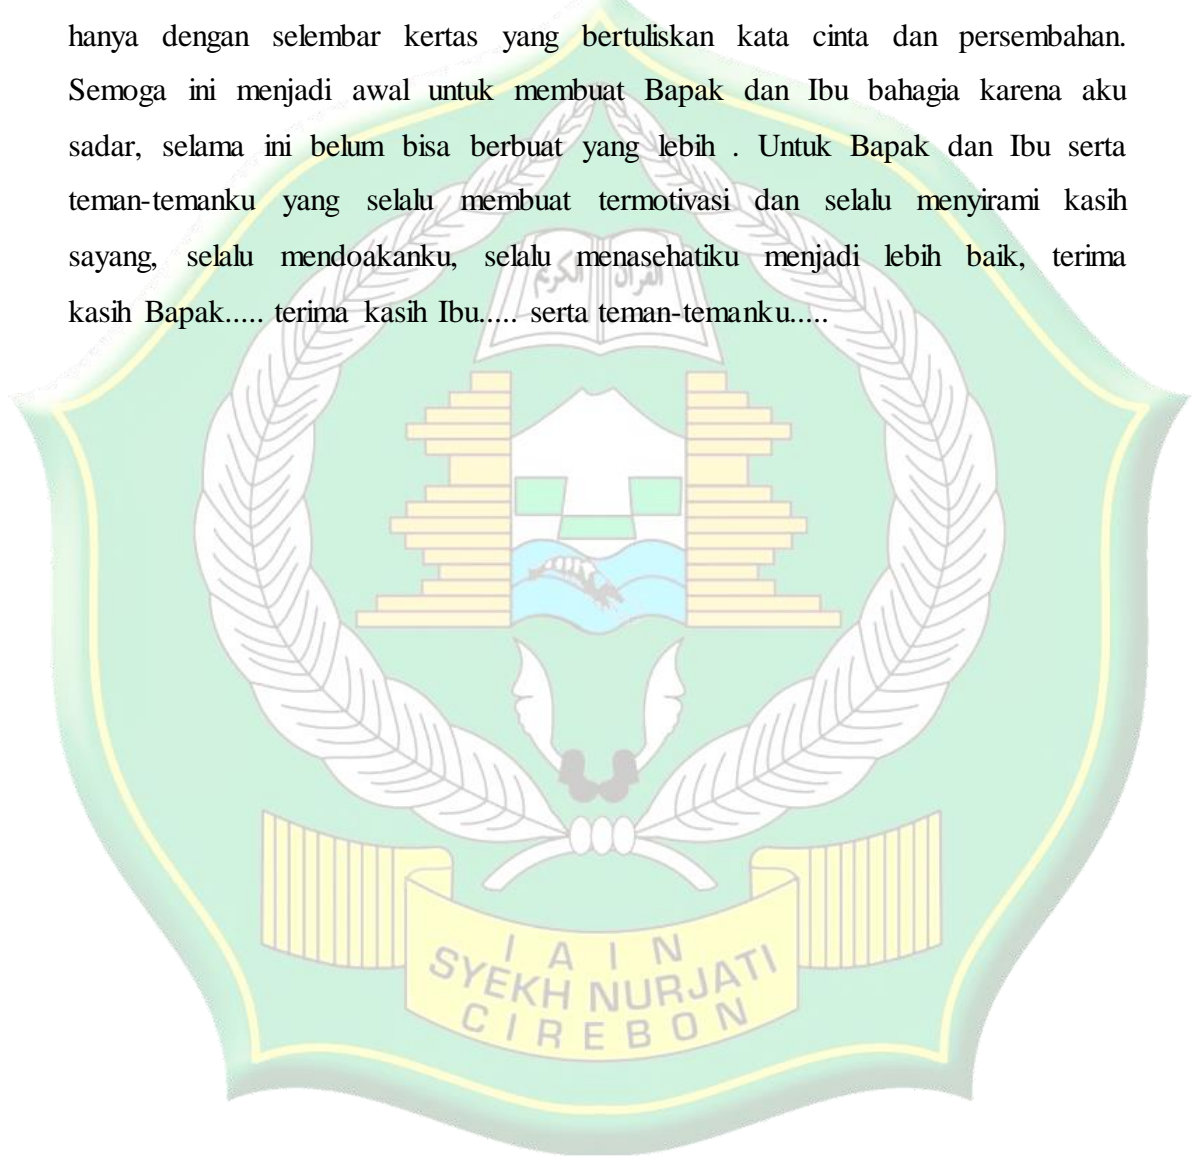 hanya dengan selembar kertas yang bertuliskan kata cinta dan persembahan.
Semoga ini menjadi awal untuk membuat Bapak dan Ibu bahagia karena aku
sadar, selama ini belum bisa berbuat yang lebih . Untuk Bapak dan Ibu serta
teman-temanku yang selalu membuat termotivasi dan selalu menyirami kasih
sayang, selalu mendoakanku, selalu menasehatiku menjadi lebih baik, terima
kasih Bapak..... terima kasih Ibu..... serta teman-temanku.....
القرآن الكريم
I A I N
SYEKH NURJATI
CIREBON